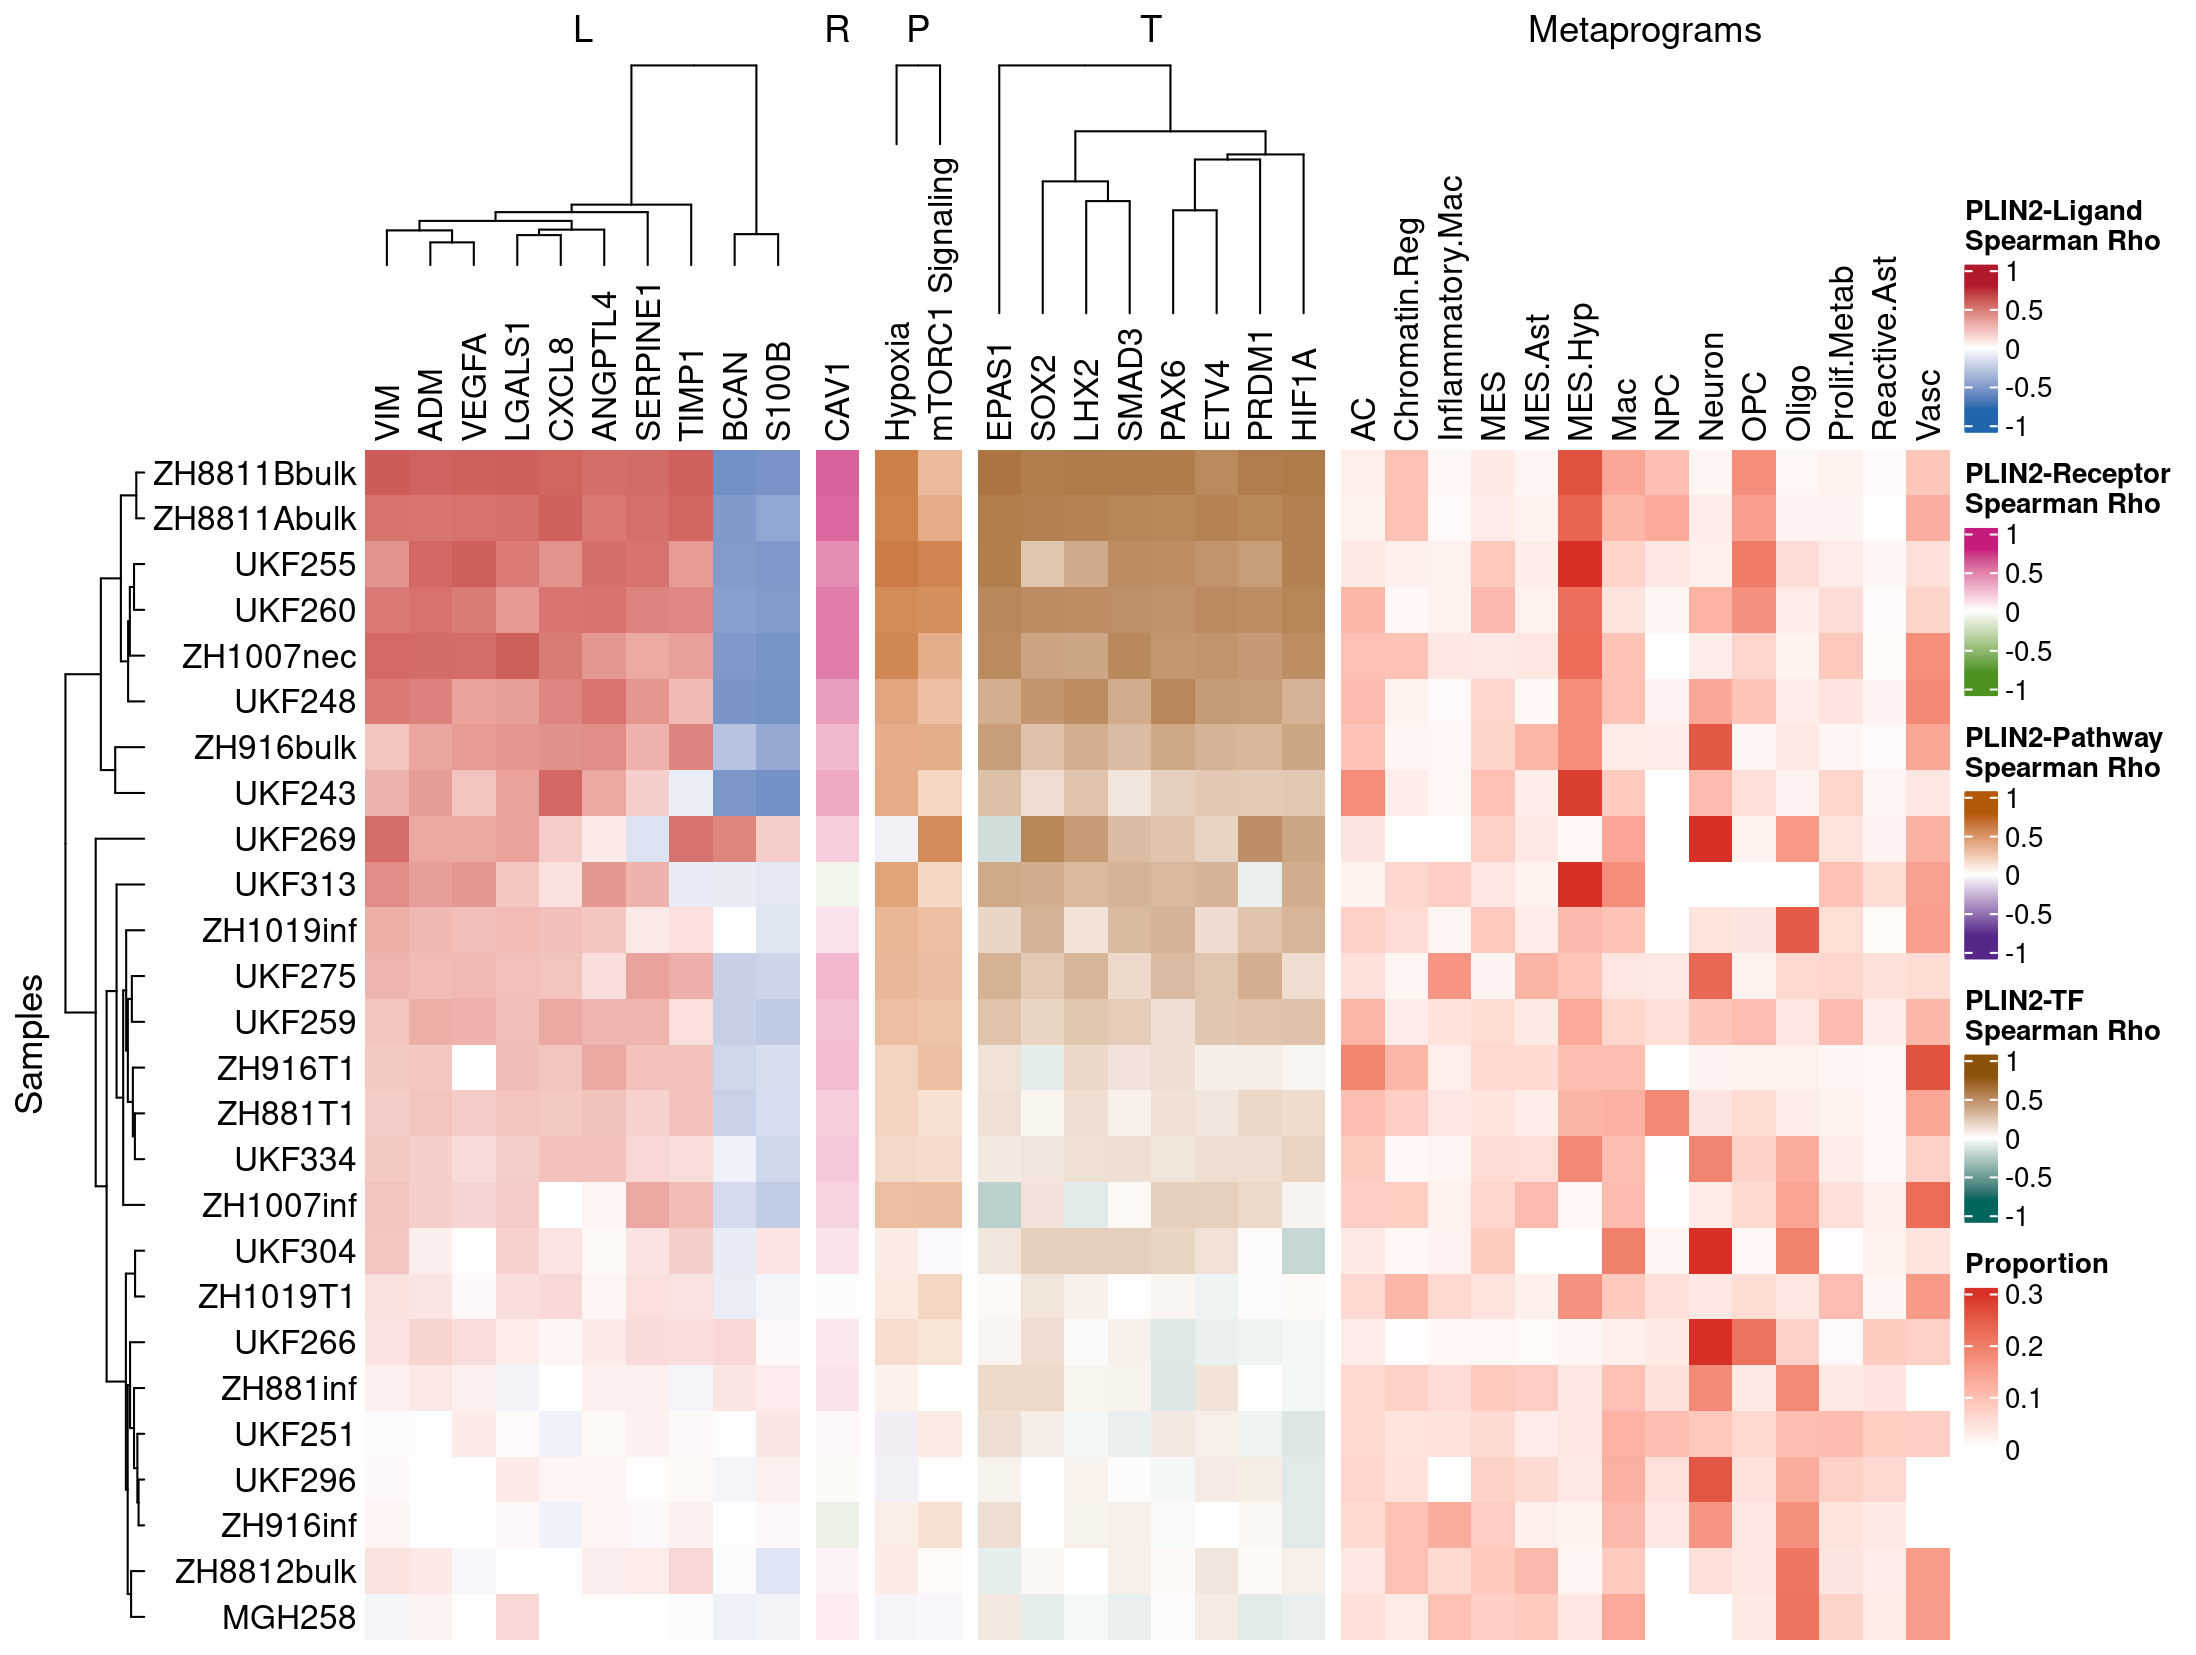 L R P T Metaprograms
VIM
ADM
VEGFA
LGALS1
CXCL8
ANGPTL4
SERPINE1
TIMP1
BCAN
S100B
CAV1
Hypoxia
mTORC1 Signaling
EPAS1
SOX2
LHX2
SMAD3
PAX6
ETV4
PRDM1
HIF1A
AC
Chromatin.Reg
Inflammatory.Mac
MES
MES.Ast
MES.Hyp
Mac
NPC
Neuron
OPC
Oligo
Prolif.Metab
Reactive.Ast
Vasc
Samples
ZH8811Bbulk
ZH8811Abulk
UKF255
UKF260
ZH1007nec
UKF248
ZH916bulk
UKF243
UKF269
UKF313
ZH1019inf
UKF275
UKF259
ZH916T1
ZH881T1
UKF334
ZH1007inf
UKF304
ZH1019T1
UKF266
ZH881inf
UKF251
UKF296
ZH916inf
ZH8812bulk
MGH258
PLIN2-Ligand
Spearman Rho
1
0.5
0
-0.5
-1
PLIN2-Receptor
Spearman Rho
1
0.5
0
-0.5
-1
PLIN2-Pathway
Spearman Rho
1
0.5
0
-0.5
-1
PLIN2-TF
Spearman Rho
1
0.5
0
-0.5
-1
Proportion
0.3
0.2
0.1
0